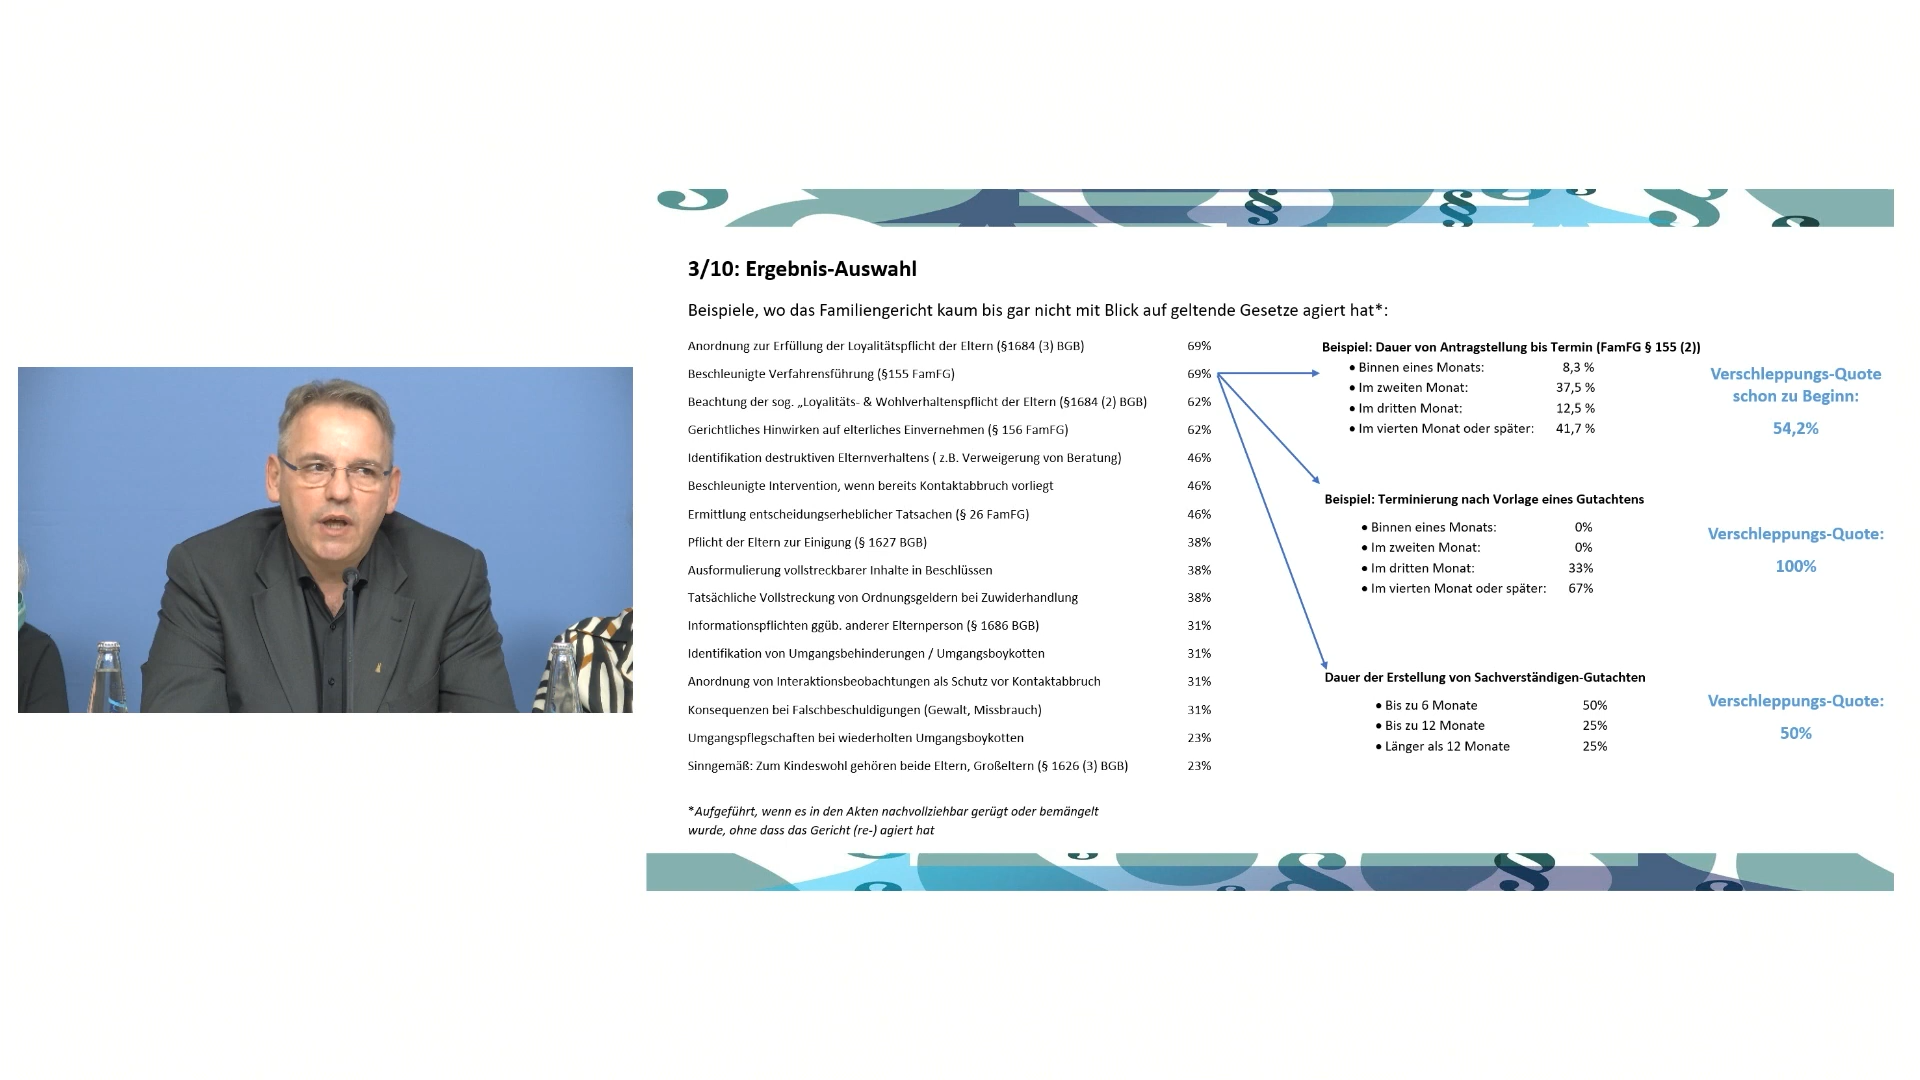 3/10: Ergebnis-Auswahl
Beispiele, wo das Familiengericht kaum bis gar nicht mit Blick auf geltende Gesetze agiert hat*:
Anordnung zur Erfüllung der Loyalitätspflicht der Eltern (§1684 (3) BGB) 69%
Beschleunigte Verfahrensführung (§155 FamFG) 69%
Beachtung der sog. „Loyalitäts- & Wohlverhaltenspflicht der Eltern (§1684 (2) BGB) 62%
Gerichtliches Hinwirken auf elterliches Einvernehmen (§ 156 FamFG) 62%
Identifikation destruktiven Elternverhaltens ( z.B. Verweigerung von Beratung) 46%
Beschleunigte Intervention, wenn bereits Kontaktabbruch vorliegt 46%
Ermittlung entscheidungserheblicher Tatsachen (§ 26 FamFG) 46%
Pflicht der Eltern zur Einigung (§ 1627 BGB) 38%
Ausformulierung vollstreckbarer Inhalte in Beschlüssen 38%
Tatsächliche Vollstreckung von Ordnungsgeldern bei Zuwiderhandlung 38%
Informationspflichten ggüb. anderer Elternperson (§ 1686 BGB) 31%
Identifikation von Umgangsbehinderungen / Umgangsboykotten 31%
Anordnung von Interaktionsbeobachtungen als Schutz vor Kontaktabbruch 31%
Konsequenzen bei Falschbeschuldigungen (Gewalt, Missbrauch) 31%
Umgangspflegschaften bei wiederholten Umgangsboykotten 23%
Sinngemäß: Zum Kindeswohl gehören beide Eltern, Großeltern (§ 1626 (3) BGB) 23%
*Aufgeführt, wenn es in den Akten nachvollziehbar gerügt oder bemängelt
wurde, ohne dass das Gericht (re-) agiert hat
Beispiel: Dauer von Antragstellung bis Termin (FamFG § 155 (2))
• Binnen eines Monats: 8,3 %
• Im zweiten Monat: 37,5 %
• Im dritten Monat: 12,5 %
• Im vierten Monat oder später: 41,7 %
Verschleppungs-Quote
schon zu Beginn:
54,2%
Beispiel: Terminierung nach Vorlage eines Gutachtens
• Binnen eines Monats: 0%
• Im zweiten Monat: 0%
• Im dritten Monat: 33%
• Im vierten Monat oder später: 67%
Verschleppungs-Quote:
100%
Dauer der Erstellung von Sachverständigen-Gutachten
• Bis zu 6 Monate 50%
• Bis zu 12 Monate 25%
• Länger als 12 Monate 25%
Verschleppungs-Quote:
50%